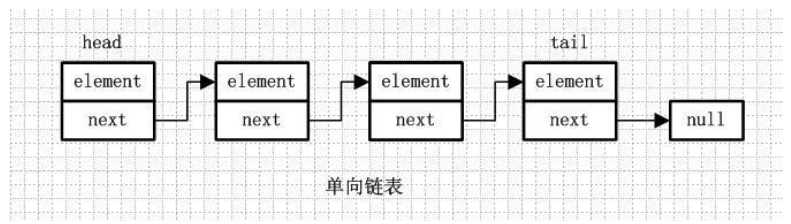 head tail
element element element element
next next next next null
单向链表